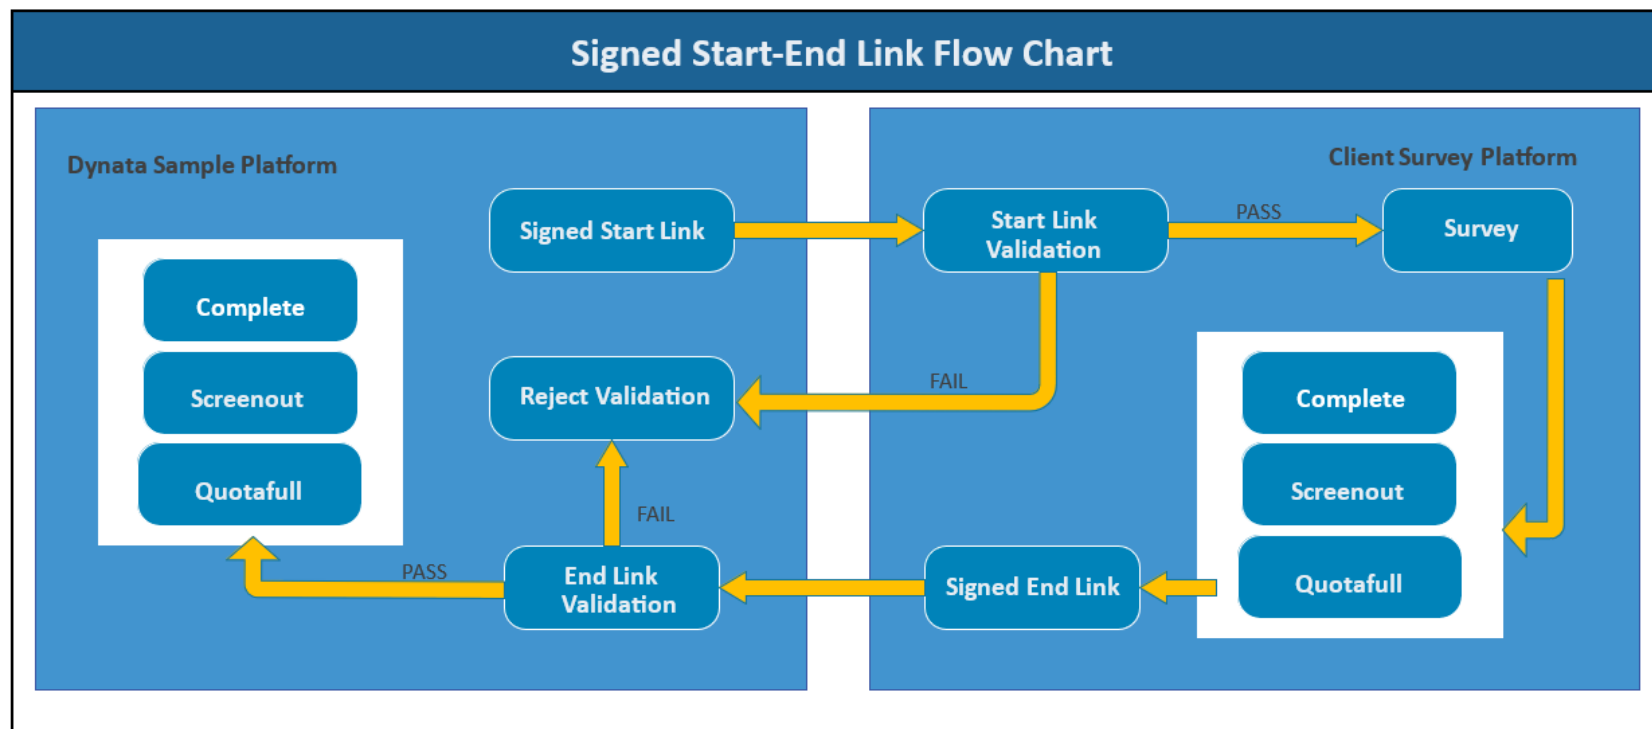 Signed Start-End Link Flow Chart
Dynata Sample Platform
Signed Start Link
Complete
Screenout
Quotafull
Reject Validation
FAIL
PASS
End Link
Validation
Client Survey Platform
Start Link
Validation
PASS
Survey
FAIL
Complete
Screenout
Quotafull
Signed End Link